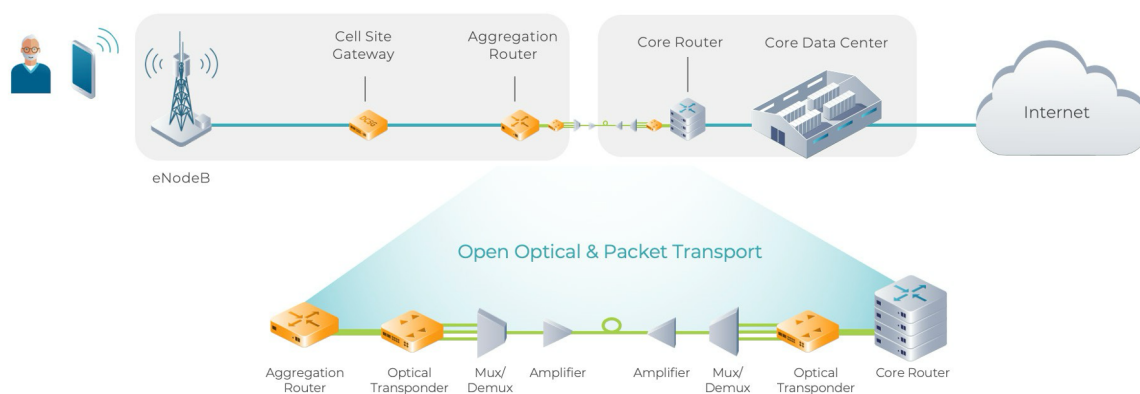 Cell Site
Gateway
Aggregation
Router
Core Router
Core Data Center
Internet
eNodeB
Open Optical & Packet Transport
Aggregation
Router
Optical
Transponder
Mux/
Demux
Amplifier
Amplifier
Mux/
Demux
Optical
Transponder
Core Router